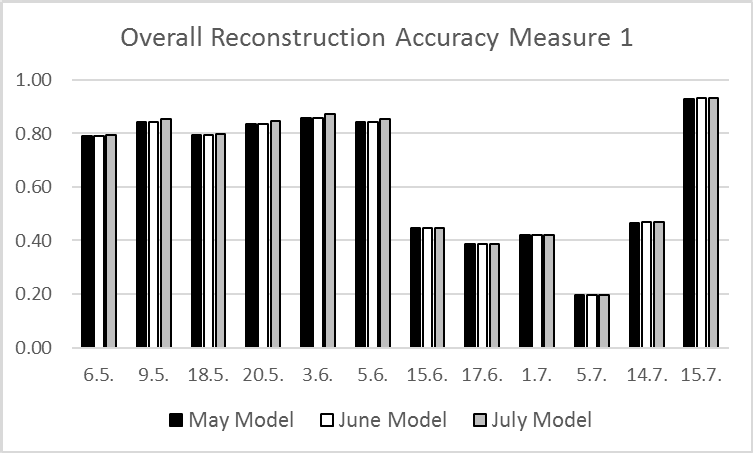 Overall Reconstruction Accuracy Measure 1
1.00
0.80
0.60
0.40
0.20
0.00
6.5. 9.5. 18.5. 20.5. 3.6. 5.6. 15.6. 17.6. 1.7. 5.7. 14.7. 15.7.
May Model June Model July Model